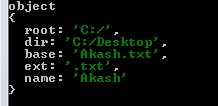 object
{
root: 'C:/',
dir: 'C:/Desktop',
base: 'Akash.txt',
ext: '.txt',
name: 'Akash'
}